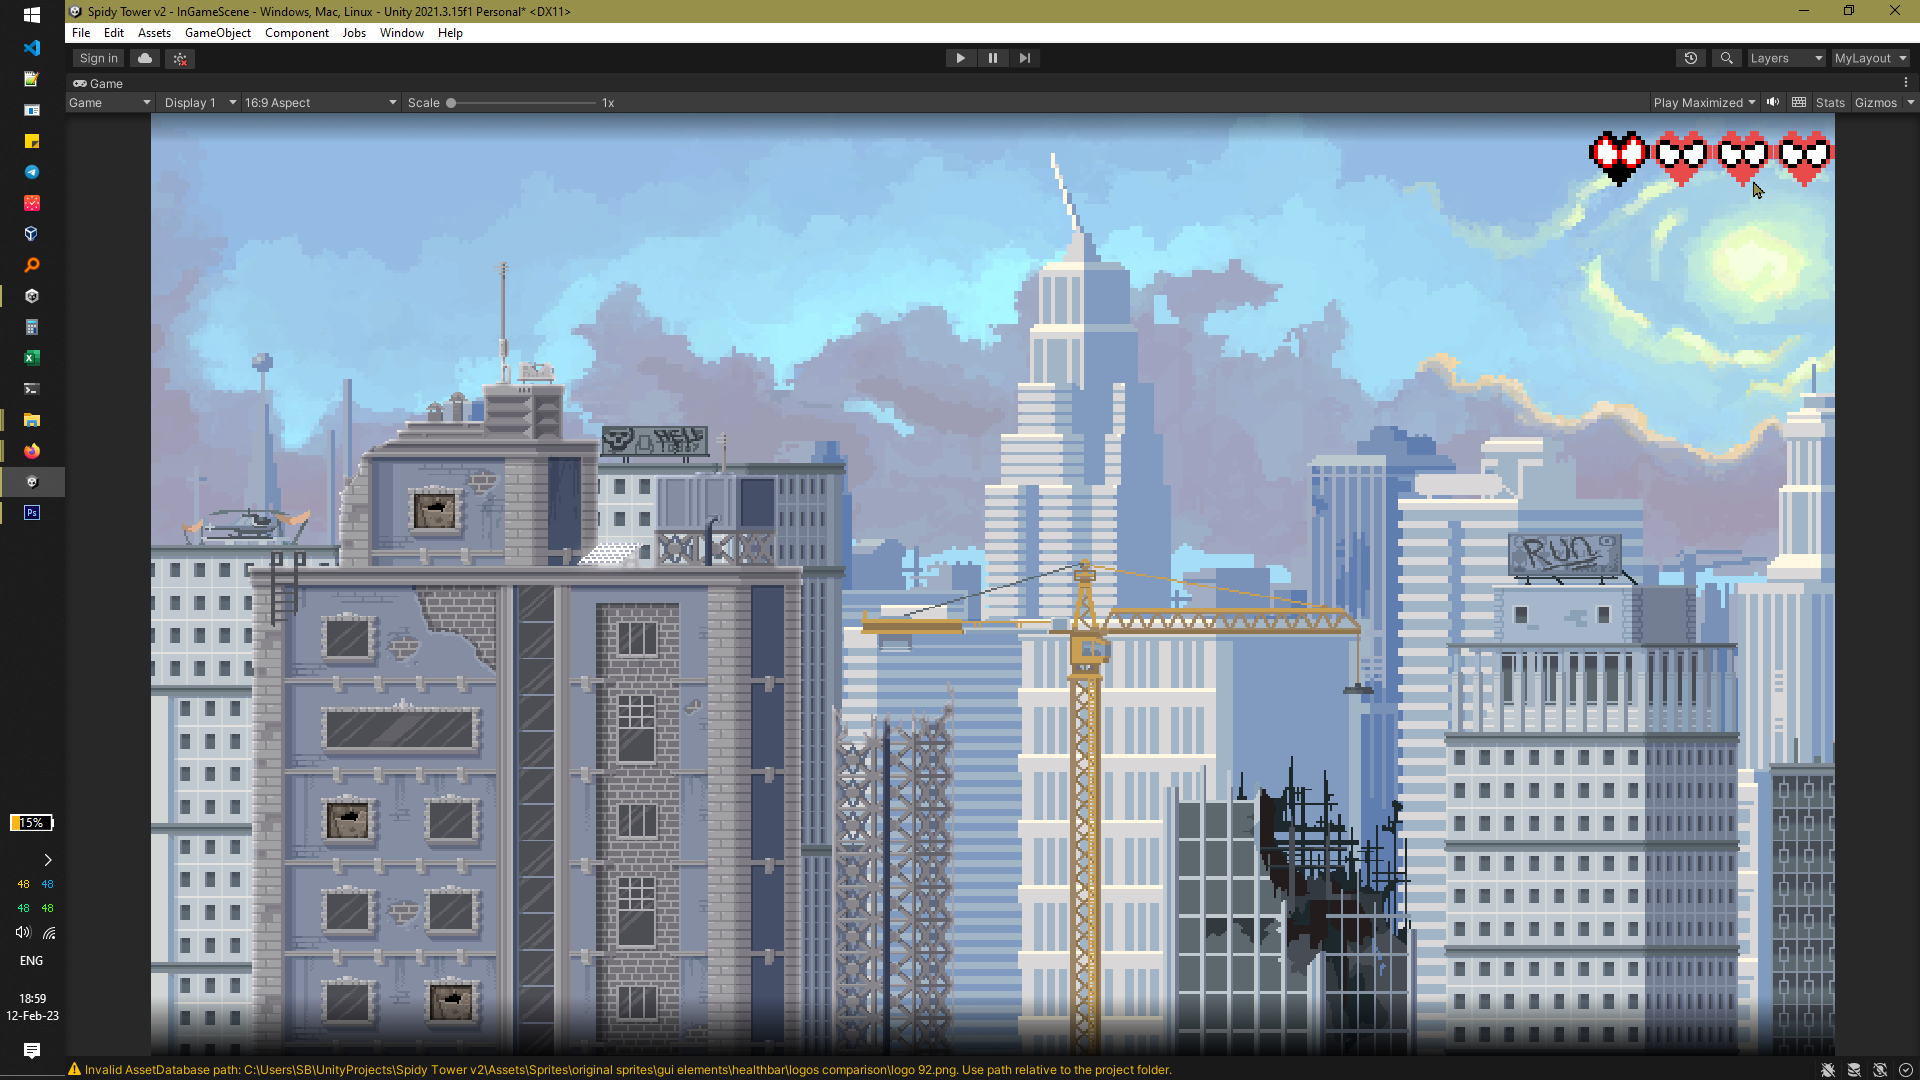 Spidy Tower v2 - InGameScene - Windows, Mac, Linux - Unity 2021.3.15f1 Personal* <DX11>
File Edit Assets GameObject Component Jobs Window Help
Sign in
Layers
MyLayout
Game
Game
Display 1
16:9 Aspect
Scale
1x
Play Maximized
Stats
Gizmos
RUN
Ps
15%
48 48
48 48
ENG
18:59
12-Feb-23
Invalid AssetDatabase path: C:\Users\SB\UnityProjects\Spidy Tower v2\Assets\Sprites\original sprites\gui elements\healthbar\logos comparison\logo 92.png. Use path relative to the project folder.